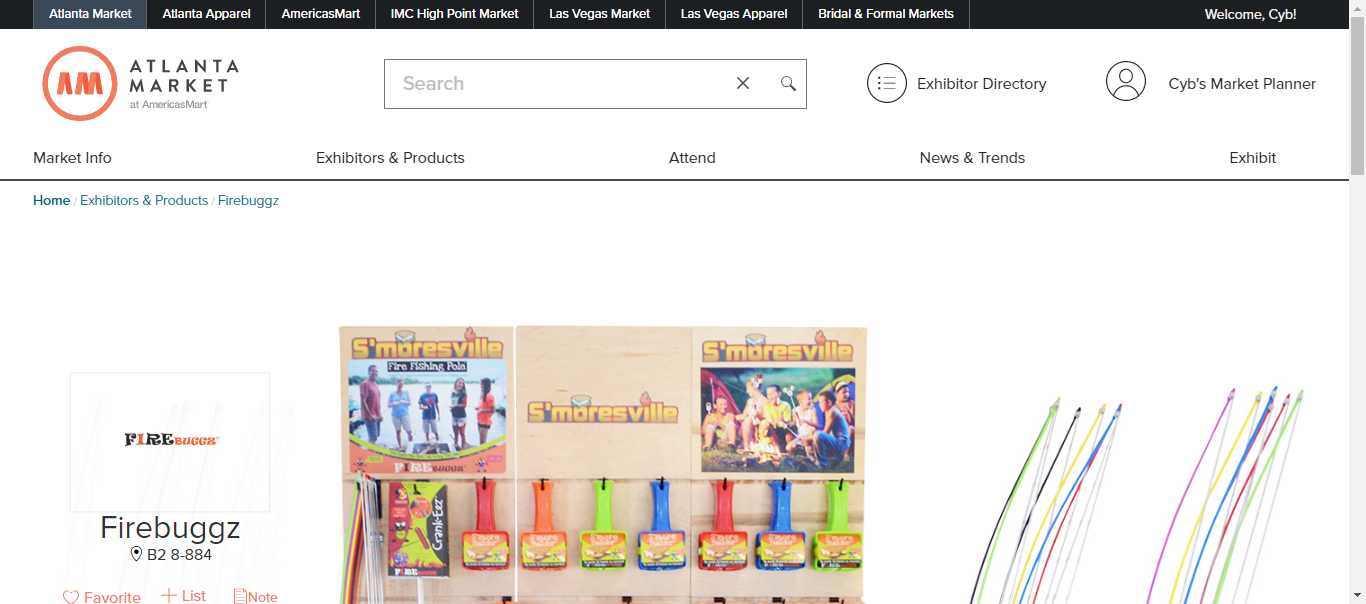 Atlanta Market
Atlanta Apparel
AmericasMart
IMC High Point Market
Las Vegas Market
Las Vegas Apparel
Bridal & Formal Markets
Welcome, Cyb!
AM
ATLANTA
MARKET
at AmericasMart
Search
Exhibitor Directory
Cyb's Market Planner
Market Info
Exhibitors & Products
Attend
News & Trends
Exhibit
Home / Exhibitors & Products / Firebuggz
FIREBUGGZ
Firebuggz
B2 8-884
Favorite
List
Note
S'moresville
Fire Fishing Pole
FIREBUGGZ
S'moresville
S'moresville
Crank-Eez
FIRE
S'more
Builder
S'more
Builder
S'more
Builder
S'more
Builder
S'more
Builder
S'more
Builder
S'more
Builder